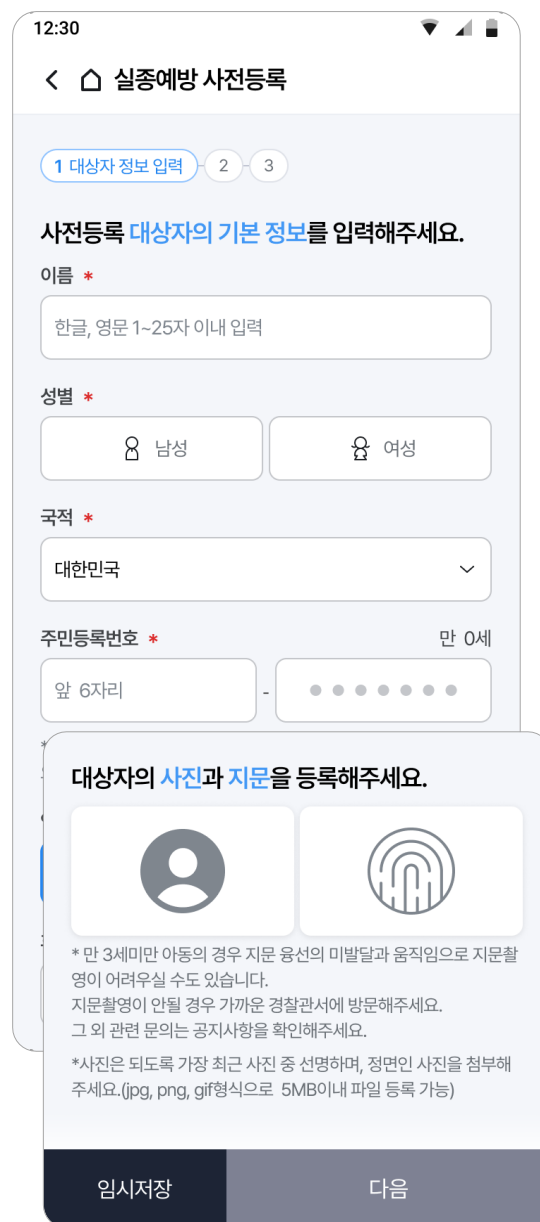 12:30
실종예방 사전등록
1 대상자 정보 입력 2 3
사전등록 대상자의 기본 정보를 입력해주세요.
이름 *
한글, 영문 1~25자 이내 입력
성별 *
남성 여성
국적 *
대한민국
주민등록번호 * 만 0세
앞 6자리 -
*
대상자의 사진과 지문을 등록해주세요.
* 만 3세미만 아동의 경우 지문 융선의 미발달과 움직임으로 지문촬
영이 어려우실 수도 있습니다.
지문촬영이 안될 경우 가까운 경찰관서에 방문해주세요.
그 외 관련 문의는 공지사항을 확인해주세요.
*사진은 되도록 가장 최근 사진 중 선명하며, 정면인 사진을 첨부해
주세요.(jpg, png, gif형식으로 5MB이내 파일 등록 가능)
임시저장 다음